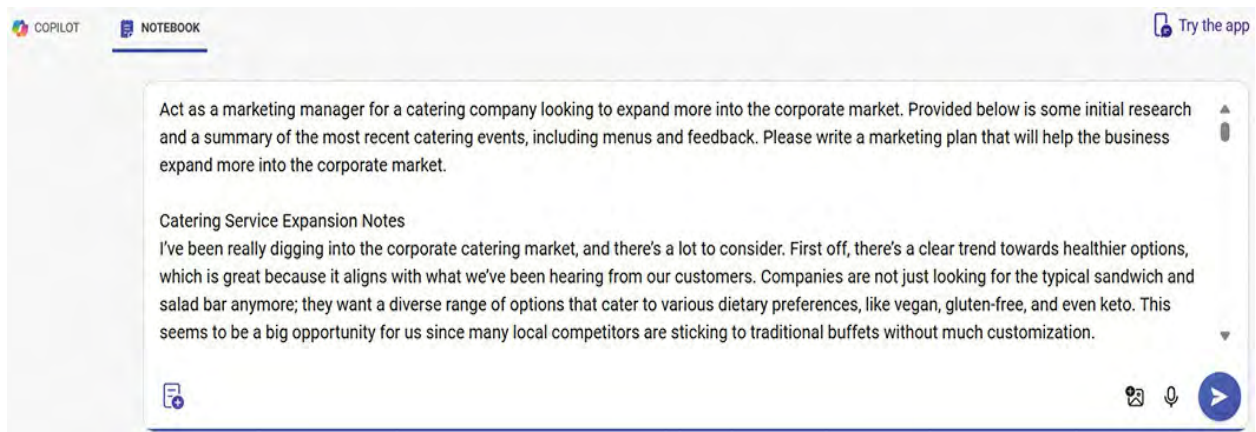 COPILOT
NOTEBOOK
Try the app
Act as a marketing manager for a catering company looking to expand more into the corporate market. Provided below is some initial research
and a summary of the most recent catering events, including menus and feedback. Please write a marketing plan that will help the business
expand more into the corporate market.
Catering Service Expansion Notes
I've been really digging into the corporate catering market, and there's a lot to consider. First off, there's a clear trend towards healthier options,
which is great because it aligns with what we've been hearing from our customers. Companies are not just looking for the typical sandwich and
salad bar anymore; they want a diverse range of options that cater to various dietary preferences, like vegan, gluten-free, and even keto. This
seems to be a big opportunity for us since many local competitors are sticking to traditional buffets without much customization.